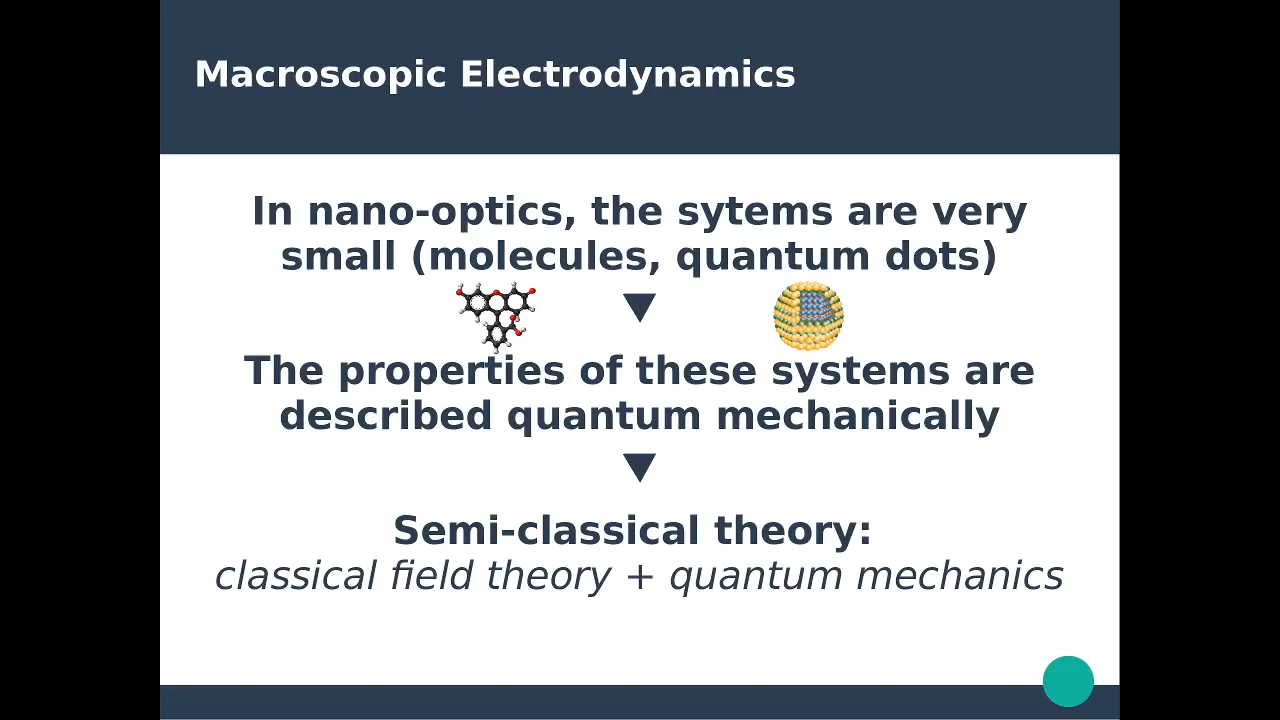 Macroscopic Electrodynamics
In nano-optics, the sytems are very
small (molecules, quantum dots)
The properties of these systems are
described quantum mechanically
Semi-classical theory:
classical field theory + quantum mechanics